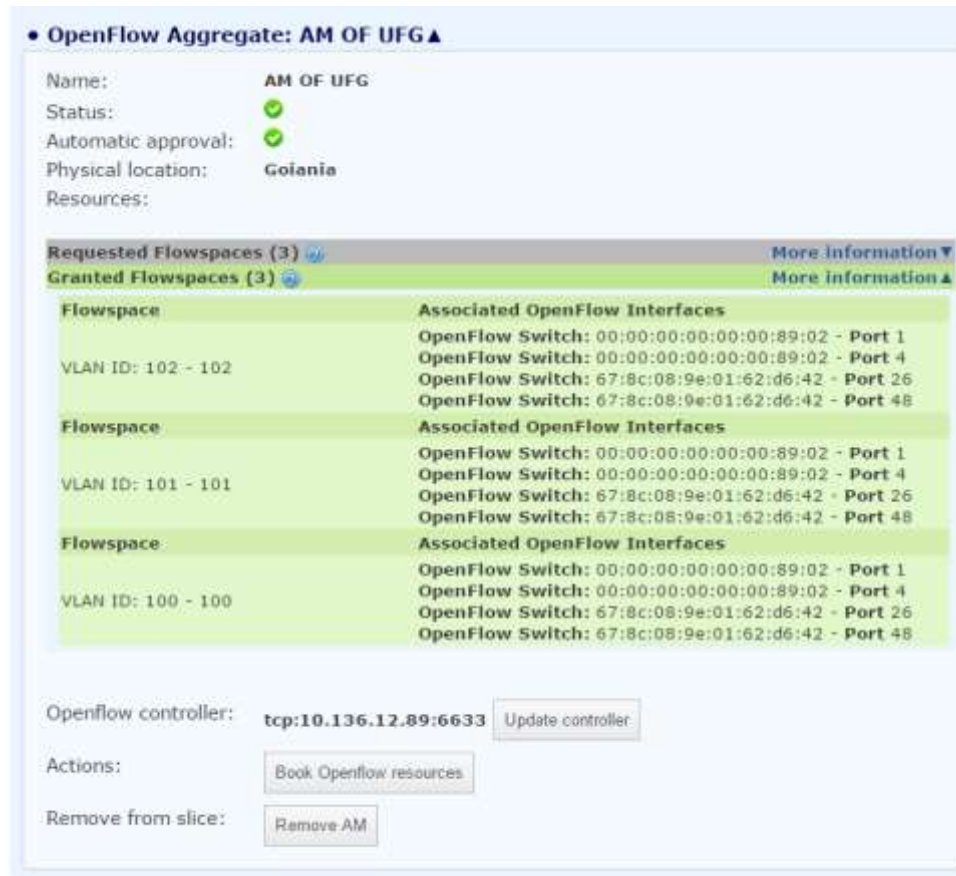 • OpenFlow Aggregate: AM OF UFG▲
Name: AM OF UFG
Status:
Automatic approval:
Physical location: Goiania
Resources:
Requested Flowspaces (3) More information▼
Granted Flowspaces (3) More information▲
Flowspace Associated OpenFlow Interfaces
OpenFlow Switch: 00:00:00:00:00:00:89:02 - Port 1
OpenFlow Switch: 00:00:00:00:00:00:89:02 - Port 4
VLAN ID: 102 - 102
OpenFlow Switch: 67:8c:08:9e:01:62:d6:42 - Port 26
OpenFlow Switch: 67:8c:08:9e:01:62:d6:42 - Port 48
Flowspace Associated OpenFlow Interfaces
OpenFlow Switch: 00:00:00:00:00:00:89:02 - Port 1
OpenFlow Switch: 00:00:00:00:00:00:89:02 - Port 4
VLAN ID: 101 - 101
OpenFlow Switch: 67:8c:08:9e:01:62:d6:42 - Port 26
OpenFlow Switch: 67:8c:08:9e:01:62:d6:42 - Port 48
Flowspace Associated OpenFlow Interfaces
OpenFlow Switch: 00:00:00:00:00:00:89:02 - Port 1
OpenFlow Switch: 00:00:00:00:00:00:89:02 - Port 4
VLAN ID: 100 - 100
OpenFlow Switch: 67:8c:08:9e:01:62:d6:42 - Port 26
OpenFlow Switch: 67:8c:08:9e:01:62:d6:42 - Port 48
Openflow controller: tcp:10.136.12.89:6633 Update controller
Actions: Book Openflow resources
Remove from slice: Remove AM